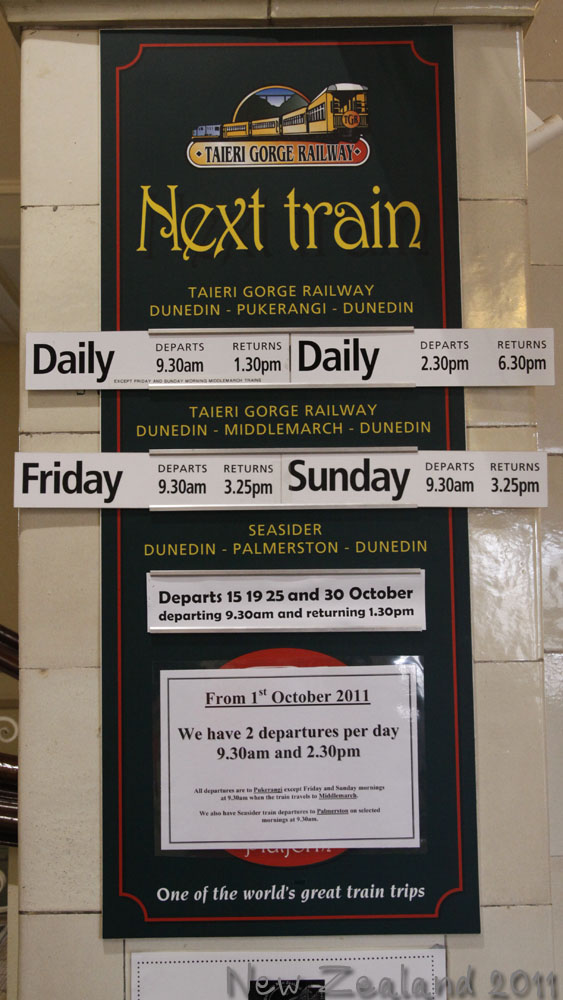 TGR
TAIERI GORGE RAILWAY
Next train
TAIERI GORGE RAILWAY
DUNEDIN - PUKERANGI - DUNEDIN
Daily DEPARTS 9.30am RETURNS 1.30pm Daily DEPARTS 2.30pm RETURNS 6.30pm
EXCEPT FRIDAY AND SUNDAY MORNING MIDDLEMARCH TRAINS
TAIERI GORGE RAILWAY
DUNEDIN - MIDDLEMARCH - DUNEDIN
Friday DEPARTS 9.30am RETURNS 3.25pm Sunday DEPARTS 9.30am RETURNS 3.25pm
SEASIDER
DUNEDIN - PALMERSTON - DUNEDIN
Departs 15 19 25 and 30 October
departing 9.30am and returning 1.30pm
From 1st October 2011
We have 2 departures per day
9.30am and 2.30pm
All departures are to Pukerangi except Friday and Sunday mornings
at 9.30am when the train travels to Middlemarch.
We also have Seasider train departures to Palmerston on selected
mornings at 9.30am.
One of the world's great train trips
New Zealand 2011